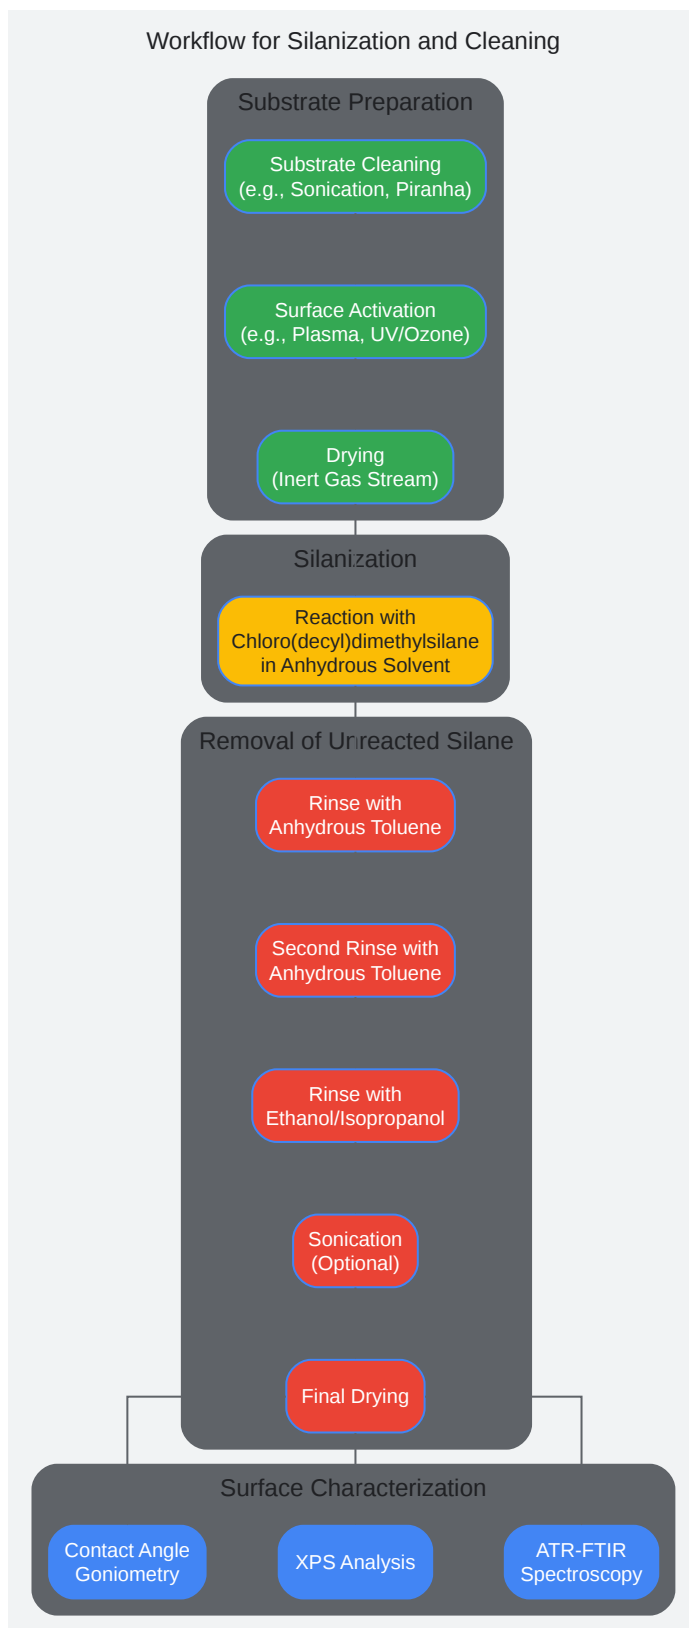 Workflow for Silanization and Cleaning
Substrate Preparation
Substrate Cleaning
(e.g., Sonication, Piranha)
Surface Activation
(e.g., Plasma, UV/Ozone)
Drying
(Inert Gas Stream)
Silanization
Reaction with
Chloro(decyl)dimethylsilane
in Anhydrous Solvent
Removal of Unreacted Silane
Rinse with
Anhydrous Toluene
Second Rinse with
Anhydrous Toluene
Rinse with
Ethanol/Isopropanol
Sonication
(Optional)
Final Drying
Surface Characterization
Contact Angle
Goniometry
XPS Analysis
ATR-FTIR
Spectroscopy